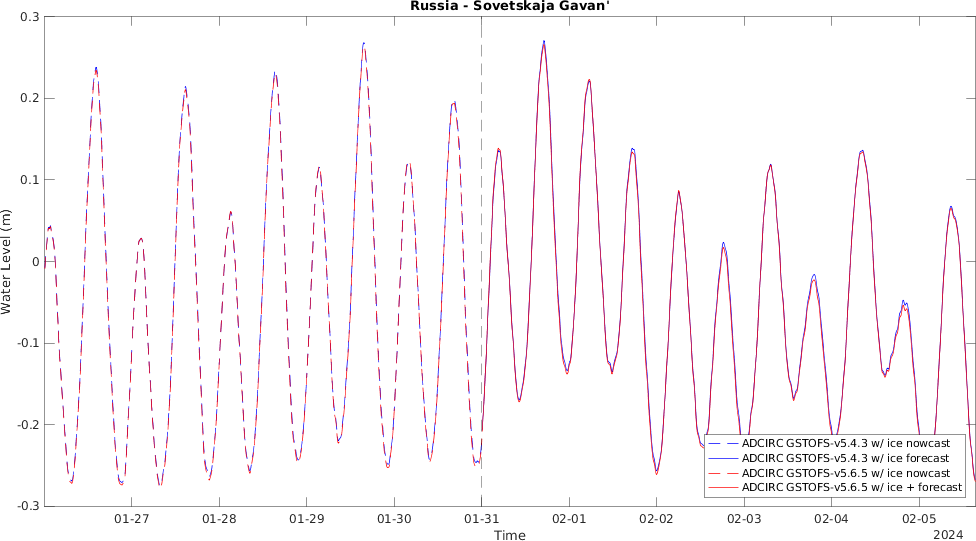 Russia - Sovetskaja Gavan'
0.3
0.2
0.1
0
-0.1
-0.2
-0.3
Water Level (m)
01-27
01-28
01-29
01-30
01-31
02-01
02-02
02-03
02-04
02-05
Time
2024
ADCIRC GSTOFS-v5.4.3 w/ ice nowcast
ADCIRC GSTOFS-v5.4.3 w/ ice forecast
ADCIRC GSTOFS-v5.6.5 w/ ice nowcast
ADCIRC GSTOFS-v5.6.5 w/ ice + forecast